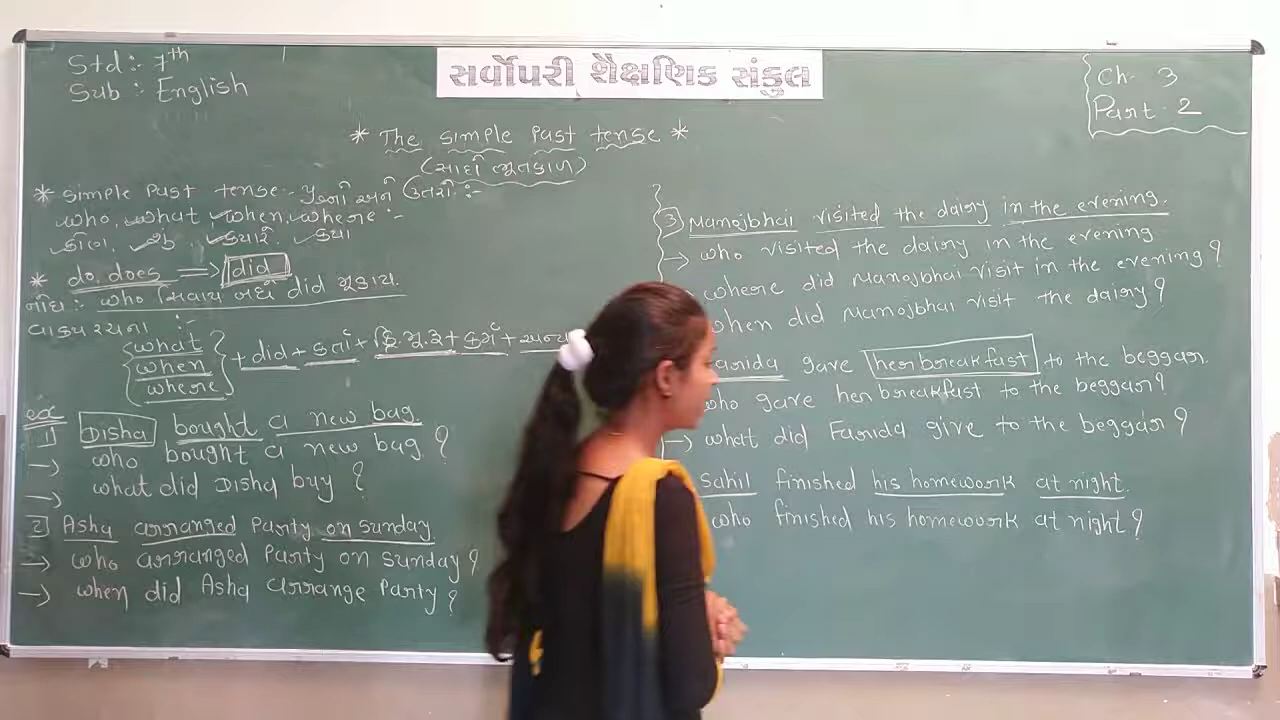 Std :- 7th
Sub :- English
સર્વોપરી શૈક્ષણિક સંકુલ
Ch. 3
Part. 2
* The simple Past tense *
(સાદો ભૂતકાળ)
* simple Past tense :-
who, what, when, where :-
કોણ, શું, ક્યારે, ક્યાં
* do. does => did
નોંધ :- who સિવાય બધે did મૂકાય.
વાક્ય રચના :-
what
when
where
+ did + કર્તા + ક્રિ.મૂ.રૂ + કર્મ + અન્ય
ex
1) Disha bought a new bag.
→ who bought a new bag ?
→ what did Disha buy ?
2) Asha arranged Party on sunday
→ who arranged Party on sunday ?
→ when did Asha arrange Party ?
3) Manojbhai visited the dairy in the evening.
→ who visited the dairy in the evening
where did Manojbhai visit in the evening ?
when did Manojbhai visit the dairy ?
arida gave her breakfast to the beggar.
who gave her breakfast to the beggar?
→ what did Farida give to the beggar ?
Sahil finished his homework at night.
who finished his homework at night ?